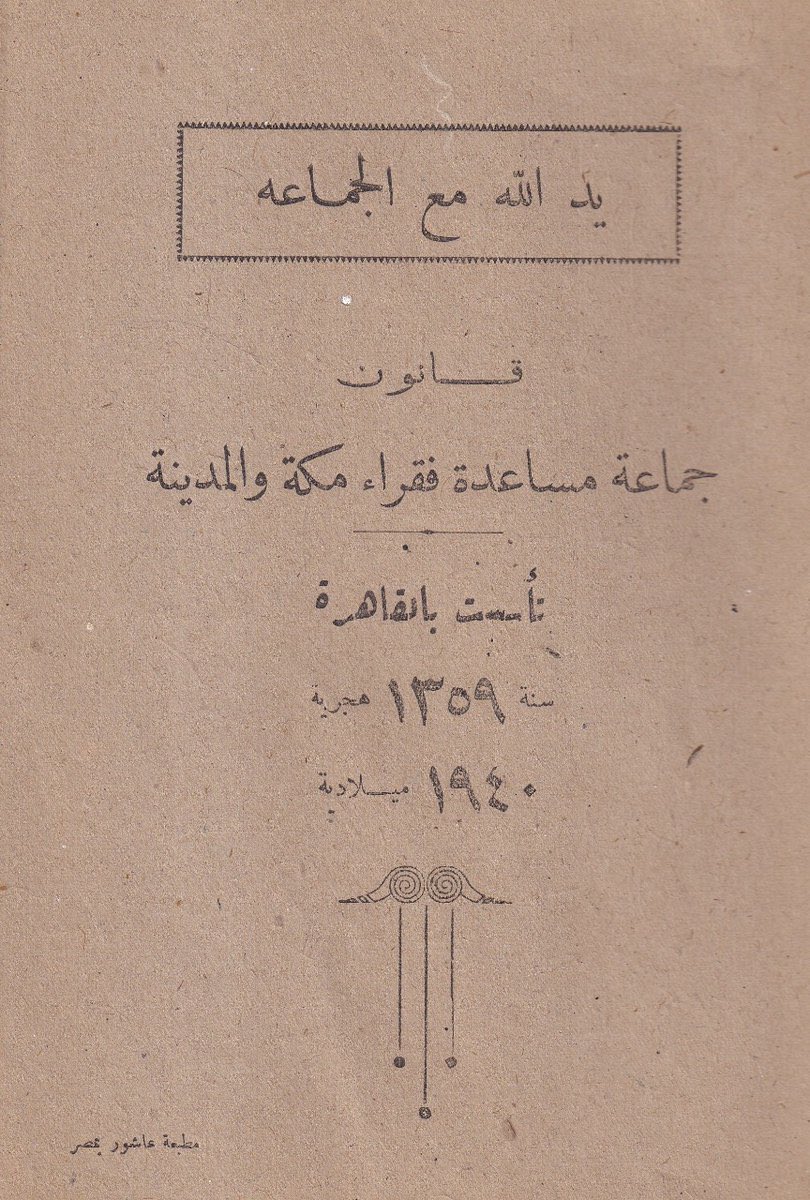 يد الله مع الجماعه
قانون
جماعة مساعدة فقراء مكة والمدينة
تأسست بالقاهرة
سنة ١٣٥٩ هجرية
١٩٤٠ ميلادية
مطبعة عاشور بمصر